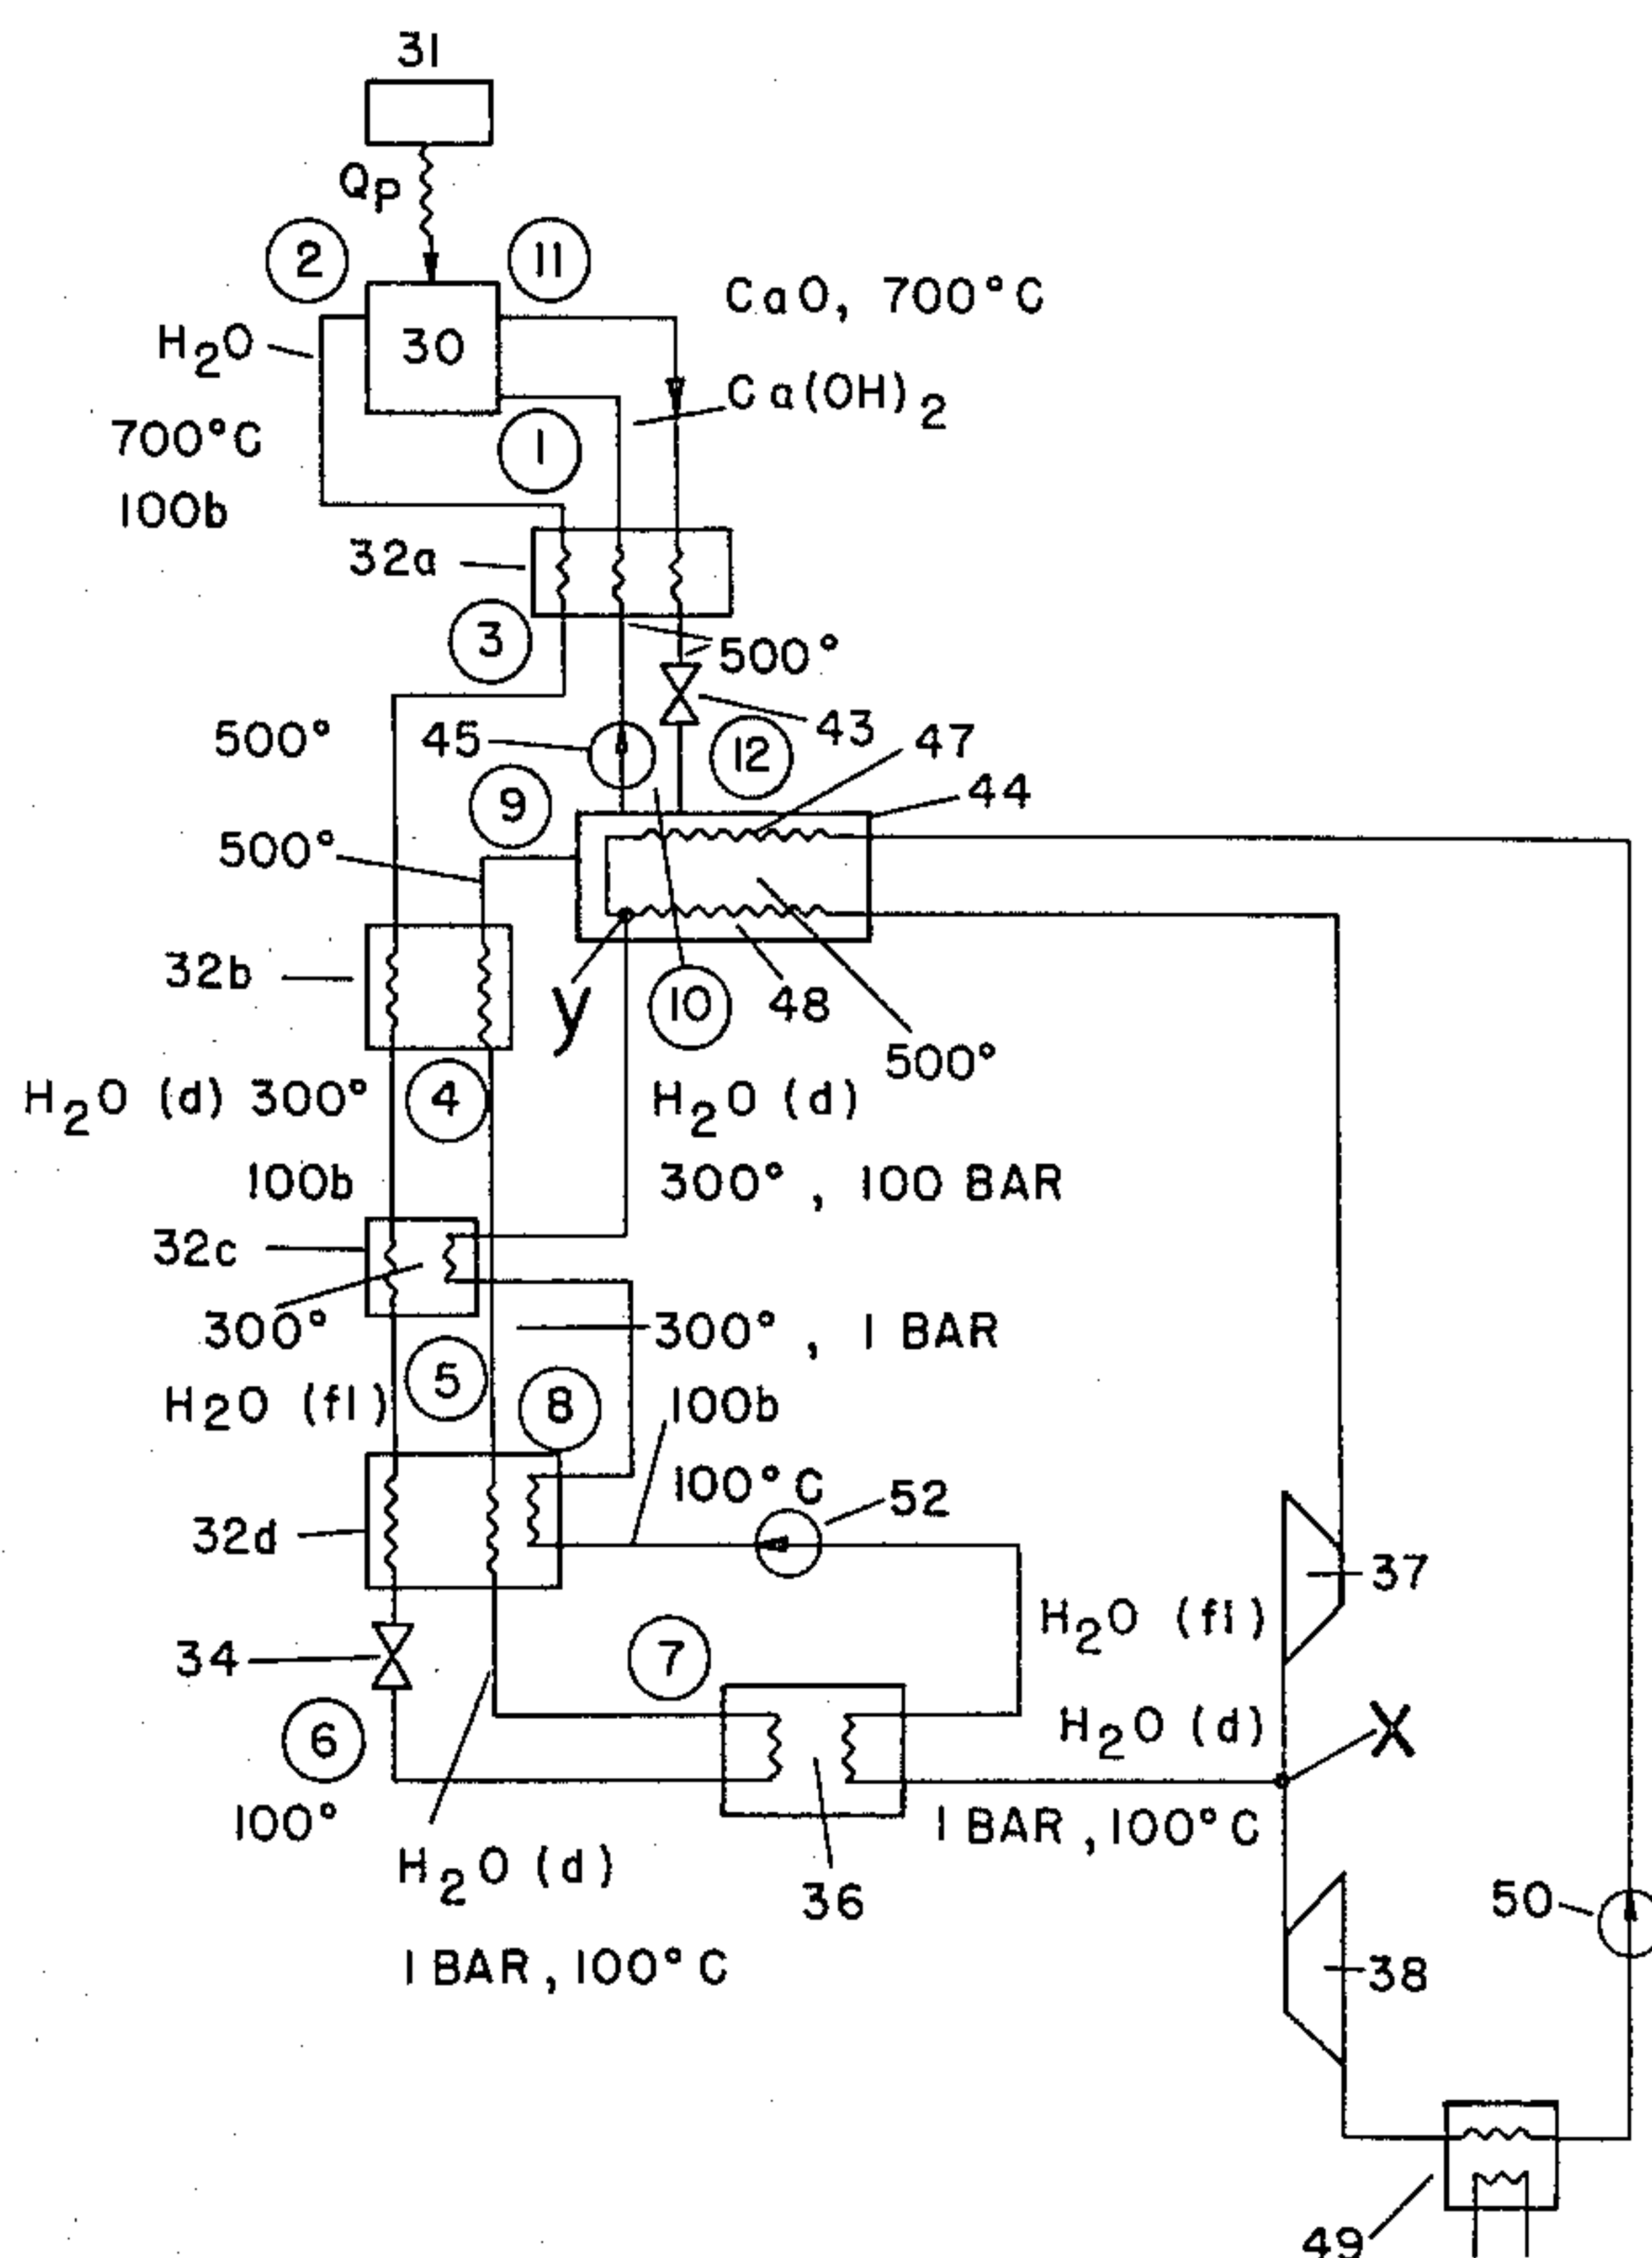 31
Qp
2
11
CaO, 700°C
H2O
30
Ca(OH)2
700°C
1
100b
32a
3
500°
500°
45
43
12
47
9
44
500°
32b
y
10
48
500°
H2O (d) 300°
4
H2O (d)
100b
300°, 100 BAR
32c
300°
300°, 1 BAR
5
8
H2O (fl)
100b
100°C
52
32d
37
H2O (fl)
34
7
H2O (d)
X
6
100°
1 BAR, 100°C
H2O (d)
36
50
1 BAR, 100°C
38
49